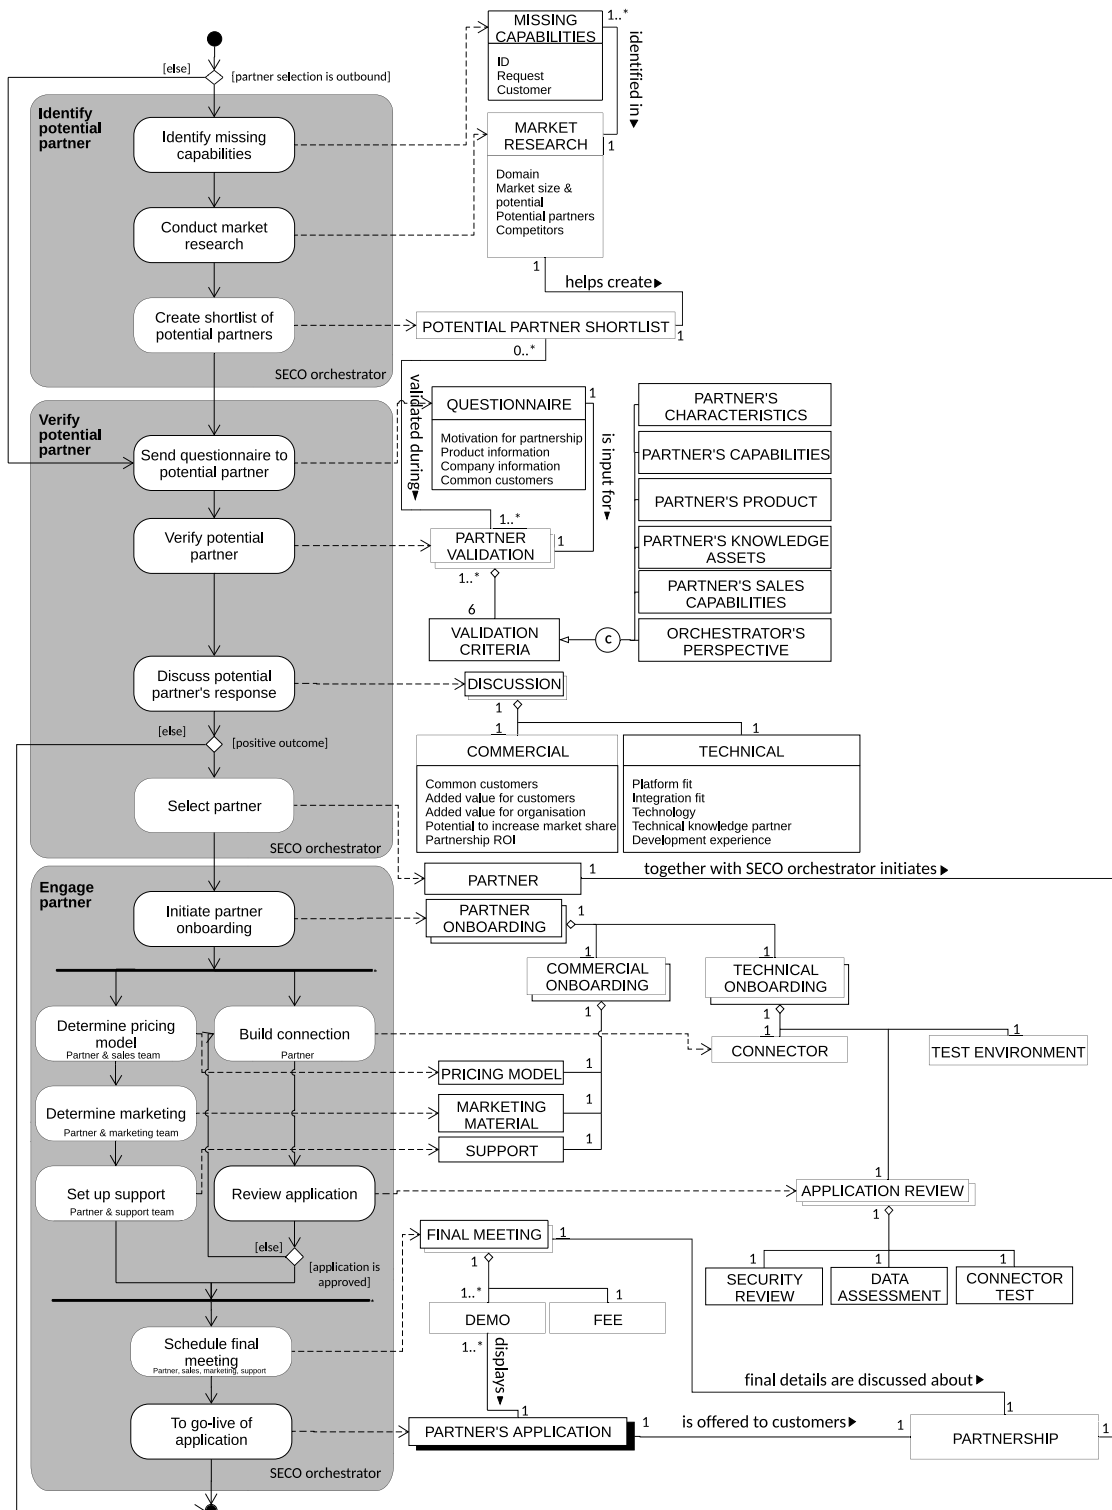 MISSING
CAPABILITIES
ID
Request
Customer
1..*
identified in
1
MARKET
RESEARCH
Domain
Market size &
potential
Potential partners
Competitors
1
helps create
POTENTIAL PARTNER SHORTLIST
1
0..*
validated during
[else]
[partner selection is outbound]
Identify
potential
partner
Identify missing
capabilities
Conduct market
research
Create shortlist of
potential partners
SECO orchestrator
Verify
potential
partner
Send questionnaire to
potential partner
Verify potential
partner
Discuss potential
partner's response
[else]
[positive outcome]
Select partner
SECO orchestrator
QUESTIONNAIRE
1
Motivation for partnership
Product information
Company information
Common customers
is input for
1..*
PARTNER
VALIDATION
1
1..*
6
VALIDATION
CRITERIA
C
PARTNER'S
CHARACTERISTICS
PARTNER'S CAPABILITIES
PARTNER'S PRODUCT
PARTNER'S KNOWLEDGE
ASSETS
PARTNER'S SALES
CAPABILITIES
ORCHESTRATOR'S
PERSPECTIVE
DISCUSSION
1
1
1
COMMERCIAL
Common customers
Added value for customers
Added value for organisation
Potential to increase market share
Partnership ROI
TECHNICAL
Platform fit
Integration fit
Technology
Technical knowledge partner
Development experience
Engage
partner
Initiate partner
onboarding
Determine pricing
model
Partner & sales team
Build connection
Partner
Determine marketing
Partner & marketing team
Set up support
Partner & support team
Review application
[else]
[application is
approved]
Schedule final
meeting
Partner, sales, marketing, support
To go-live of
application
SECO orchestrator
PARTNER
1
together with SECO orchestrator initiates
PARTNER
ONBOARDING
1
1
1
COMMERCIAL
ONBOARDING
1
TECHNICAL
ONBOARDING
1
1
1
CONNECTOR
TEST ENVIRONMENT
PRICING MODEL
1
MARKETING
MATERIAL
1
SUPPORT
1
1
APPLICATION REVIEW
1
1
1
1
SECURITY
REVIEW
DATA
ASSESSMENT
CONNECTOR
TEST
FINAL MEETING
1
1
1..*
1
DEMO
FEE
1..*
displays
1
PARTNER'S APPLICATION
1
is offered to customers
1
final details are discussed about
1
1
PARTNERSHIP